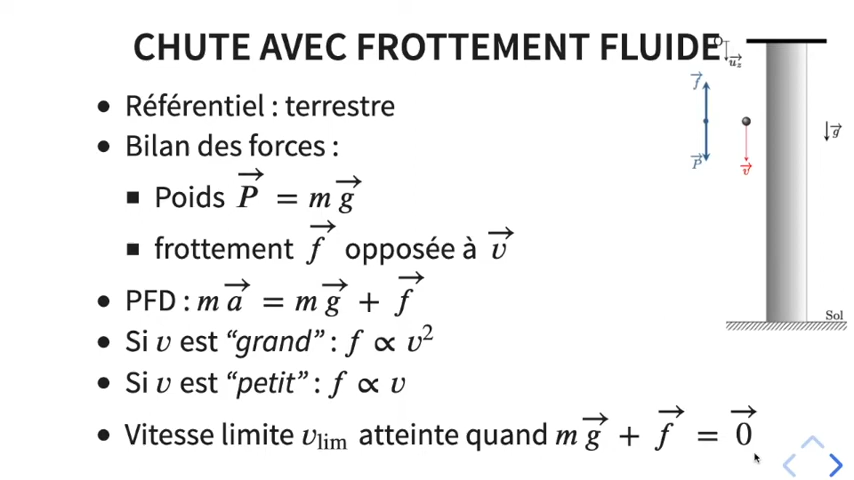 CHUTE AVEC FROTTEMENT FLUIDE
O
u⃗z
• Référentiel : terrestre
• Bilan des forces :
▪ Poids P⃗ = m g⃗
▪ frottement f⃗ opposée à v⃗
• PFD : m a⃗ = m g⃗ + f⃗
• Si v est “grand” : f ∝ v²
• Si v est “petit” : f ∝ v
• Vitesse limite vlim atteinte quand m g⃗ + f⃗ = 0⃗
f⃗
P⃗
v⃗
g⃗
Sol